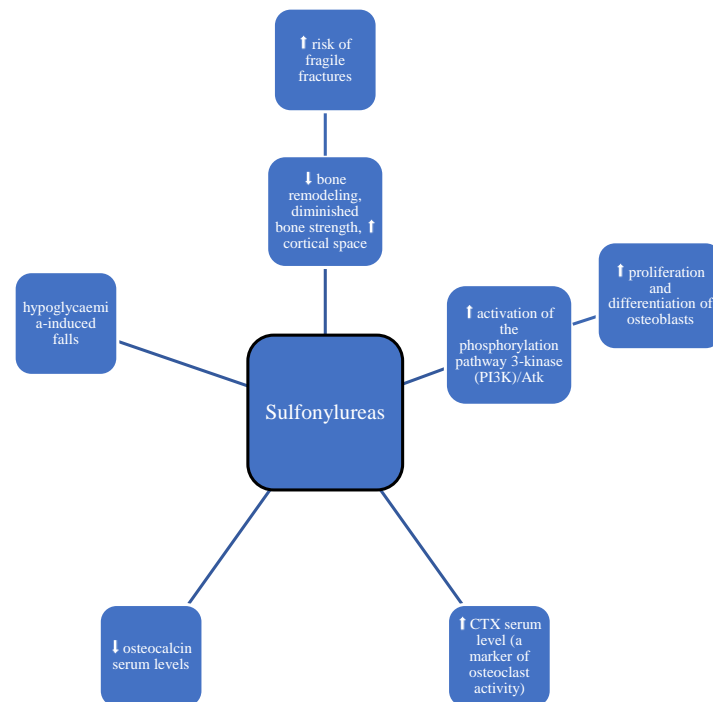 ⬆ risk of
fragile
fractures
⬇ bone
remodeling,
diminished
bone strength, ⬆
cortical space
⬆ proliferation
and
differentiation of
osteoblasts
hypoglycaemi
a-induced
falls
⬆ activation of
the
phosphorylation
pathway 3-kinase
(PI3K)/Atk
Sulfonylureas
⬇ osteocalcin
serum levels
⬆ CTX serum
level (a
marker of
osteoclast
activity)